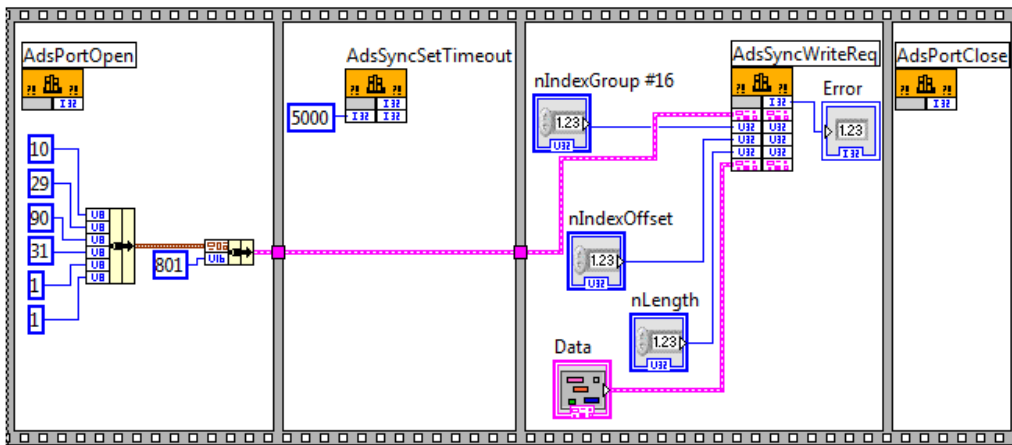 AdsPortOpen
?! ?!
I32
10
29
90
31
1
1
U8
U8
U8
U8
U8
U8
801
U16
AdsSyncSetTimeout
?! ?!
5000
I32 I32
nIndexGroup #16
1.23
U32
nIndexOffset
1.23
U32
nLength
1.23
U32
Data
AdsSyncWriteReq
?! ?!
I32
U32 U32
U32 U32
U32 U32
Error
1.23
I32
AdsPortClose
?! ?!
I32